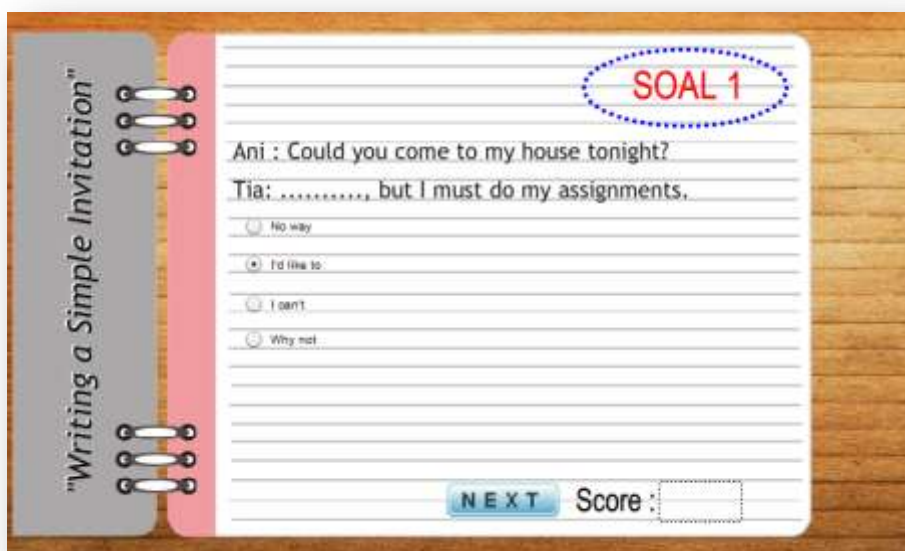 "Writing a Simple Invitation"
SOAL 1
Ani : Could you come to my house tonight?
Tia: .........., but I must do my assignments.
No way
I'd like to
I can't
Why not
NEXT
Score :